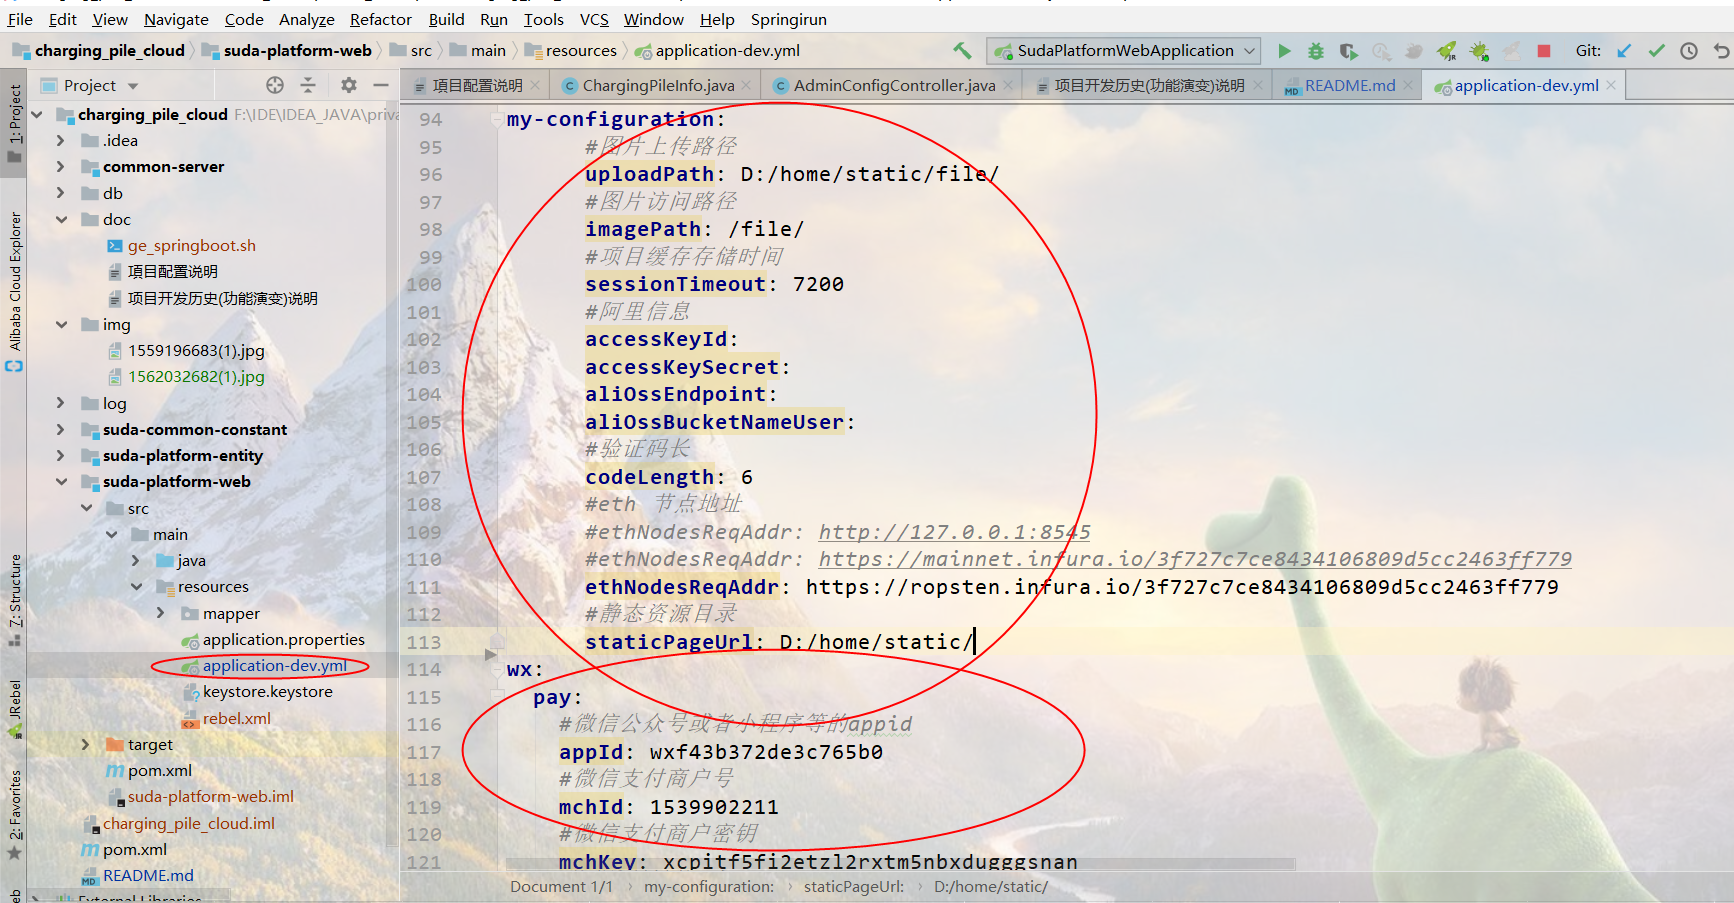 File Edit View Navigate Code Analyze Refactor Build Run Tools VCS Window Help Springirun
charging_pile_cloud suda-platform-web src main resources application-dev.yml SudaPlatformWebApplication Git:
Project
項目配置说明 ChargingPileInfo.java AdminConfigController.java 项目开发历史(功能演变)说明 README.md application-dev.yml
1: Project
Alibaba Cloud Explorer
Z: Structure
JRebel
2: Favorites
charging_pile_cloud F:\IDE\IDEA_JAVA\priva
.idea
common-server
db
doc
ge_springboot.sh
項目配置说明
项目开发历史(功能演变)说明
img
1559196683(1).jpg
1562032682(1).jpg
log
suda-common-constant
suda-platform-entity
suda-platform-web
src
main
java
resources
mapper
application.properties
application-dev.yml
keystore.keystore
rebel.xml
target
pom.xml
suda-platform-web.iml
charging_pile_cloud.iml
pom.xml
README.md
External Libraries
94 my-configuration:
95 #图片上传路径
96 uploadPath: D:/home/static/file/
97 #图片访问路径
98 imagePath: /file/
99 #项目缓存存储时间
100 sessionTimeout: 7200
101 #阿里信息
102 accessKeyId:
103 accessKeySecret:
104 aliOssEndpoint:
105 aliOssBucketNameUser:
106 #验证码长
107 codeLength: 6
108 #eth 节点地址
109 #ethNodesReqAddr: http://127.0.0.1:8545
110 #ethNodesReqAddr: https://mainnet.infura.io/3f727c7ce8434106809d5cc2463ff779
111 ethNodesReqAddr: https://ropsten.infura.io/3f727c7ce8434106809d5cc2463ff779
112 #静态资源目录
113 staticPageUrl: D:/home/static/
114 wx:
115 pay:
116 #微信公众号或者小程序等的appid
117 appId: wxf43b372de3c765b0
118 #微信支付商户号
119 mchId: 1539902211
120 #微信支付商户密钥
121 mchKey: xcpitf5fi2etzl2rxtm5nbxdugggsnan
Document 1/1 my-configuration: staticPageUrl: D:/home/static/